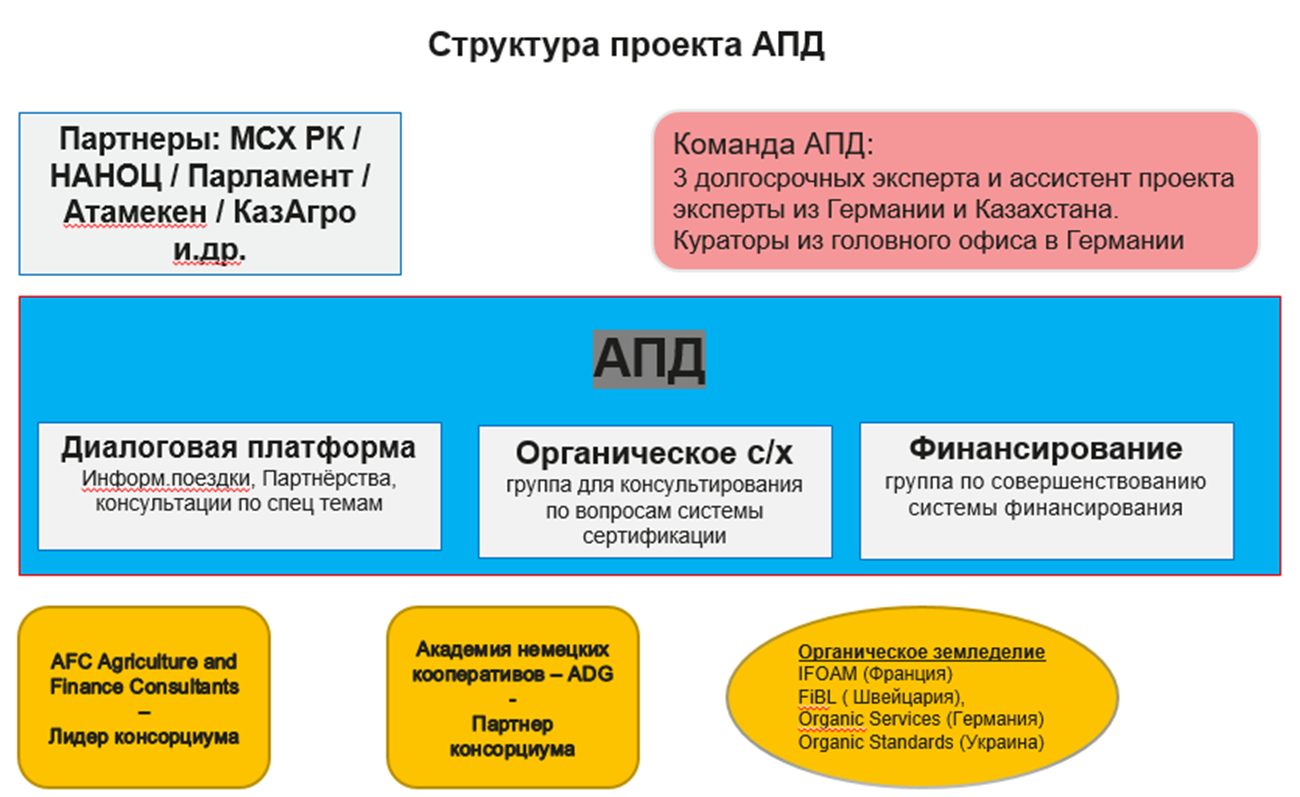 Структура проекта АПД
Партнеры: МСХ РК /
НАНОЦ / Парламент /
Атамекен / КазАгро
и.др.
Команда АПД:
3 долгосрочных эксперта и ассистент проекта
эксперты из Германии и Казахстана.
Кураторы из головного офиса в Германии
АПД
Диалоговая платформа
Информ.поездки, Партнёрства,
консультации по спец темам
Органическое с/х
группа для консультирования
по вопросам системы
сертификации
Финансирование
группа по совершенствованию
системы финансирования
AFC Agriculture and
Finance Consultants
–
Лидер консорциума
Академия немецких
кооперативов – ADG
-
Партнер
консорциума
Органическое земледелие
IFOAM (Франция)
FiBL ( Швейцария),
Organic Services (Германия)
Organic Standards (Украина)